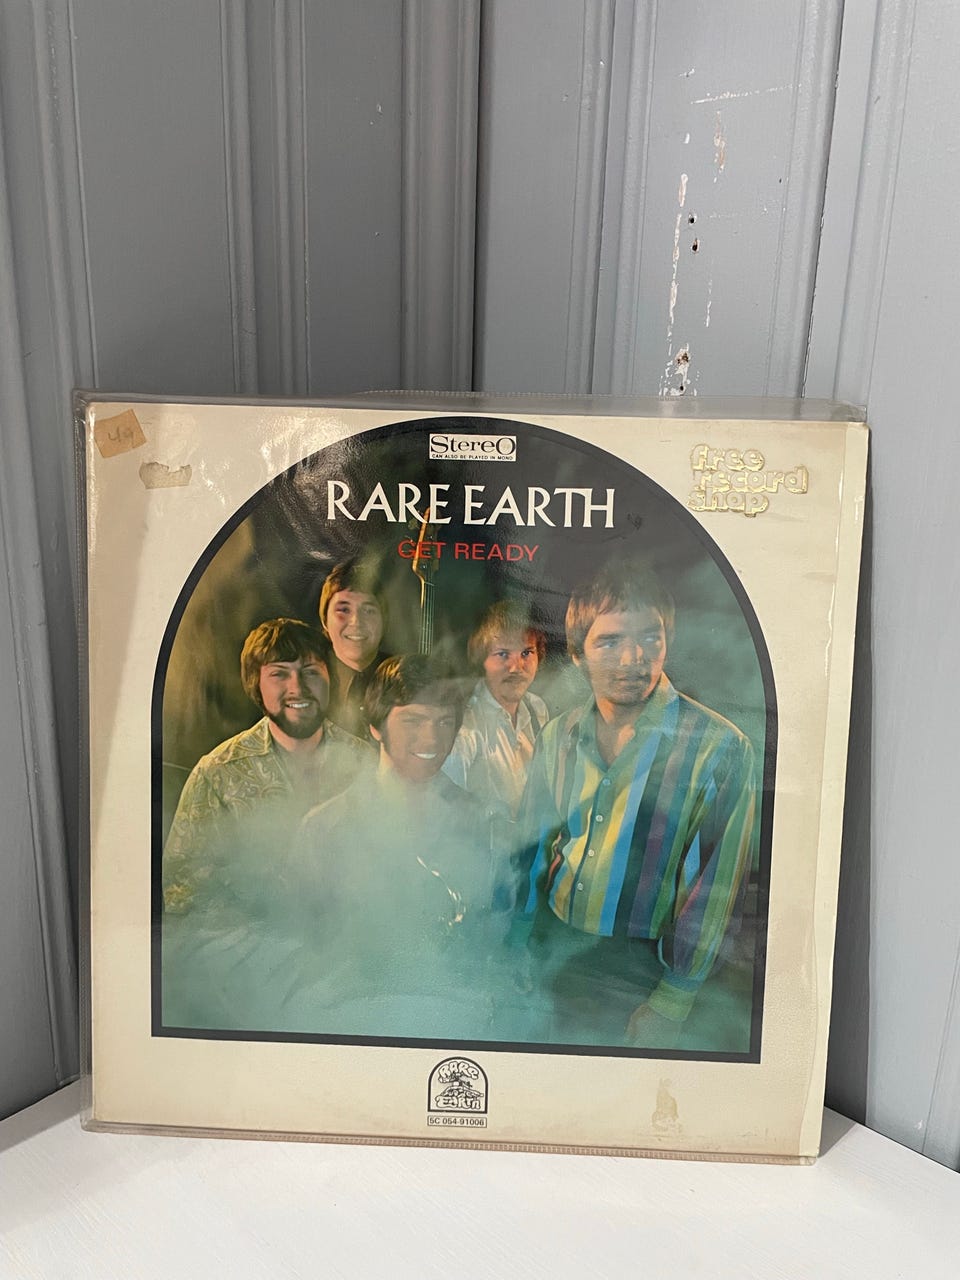 49
StereO
CAN ALSO BE PLAYED IN MONO
free
record
shop
RARE EARTH
GET READY
RARE
Earth
5C 054-91006